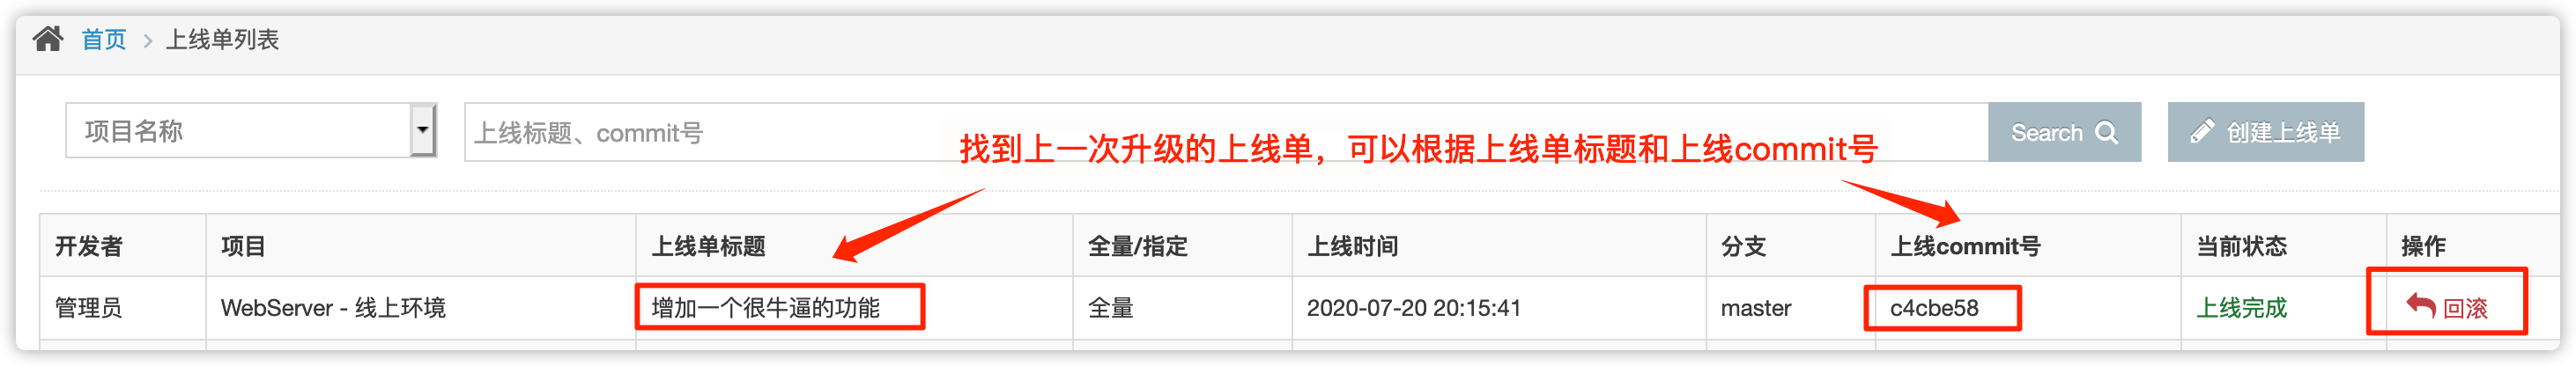 首页 > 上线单列表
项目名称
上线标题、commit号
Search
创建上线单
找到上一次升级的上线单，可以根据上线单标题和上线commit号
开发者 项目 上线单标题 全量/指定 上线时间 分支 上线commit号 当前状态 操作
管理员 WebServer - 线上环境 增加一个很牛逼的功能 全量 2020-07-20 20:15:41 master c4cbe58 上线完成 回滚